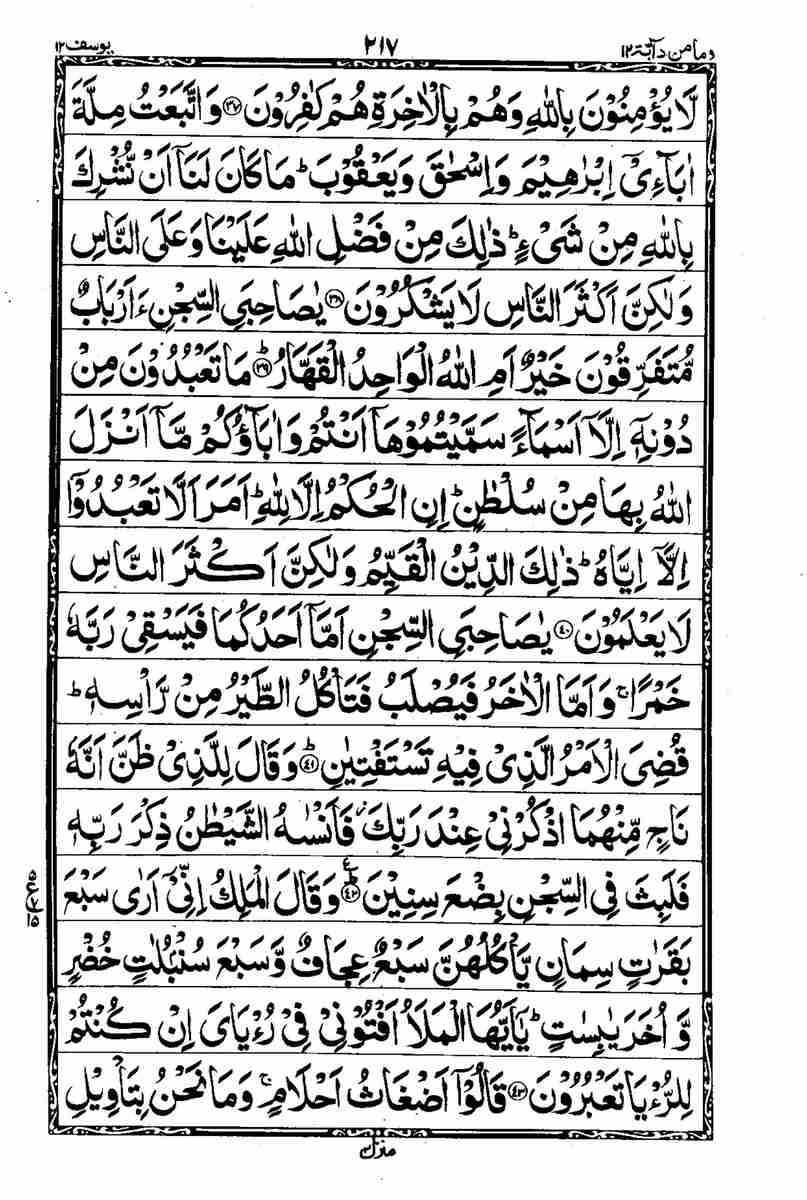 وما من دآبة ١٢ ٢١٧ يوسف ١٢
لَا يُؤْمِنُوْنَ بِاللّٰهِ وَهُمْ بِالْاٰخِرَةِ هُمْ كٰفِرُوْنَ ۝٣٧ وَاتَّبَعْتُ مِلَّةَ
اٰبَآءِیْۤ اِبْرٰهِیْمَ وَاِسْحٰقَ وَیَعْقُوْبَ ؕ مَا كَانَ لَنَاۤ اَنْ نُّشْرِكَ
بِاللّٰهِ مِنْ شَیْءٍ ؕ ذٰلِكَ مِنْ فَضْلِ اللّٰهِ عَلَیْنَا وَعَلَی النَّاسِ
وَلٰكِنَّ اَكْثَرَ النَّاسِ لَا یَشْكُرُوْنَ ۝٣٨ یٰصَاحِبَیِ السِّجْنِ ءَاَرْبَابٌ
مُّتَفَرِّقُوْنَ خَیْرٌ اَمِ اللّٰهُ الْوَاحِدُ الْقَهَّارُ ؕ۝٣٩ مَا تَعْبُدُوْنَ مِنْ
دُوْنِهٖۤ اِلَّاۤ اَسْمَآءً سَمَّیْتُمُوْهَاۤ اَنْتُمْ وَاٰبَآؤُكُمْ مَّاۤ اَنْزَلَ
اللّٰهُ بِهَا مِنْ سُلْطٰنٍ ؕ اِنِ الْحُكْمُ اِلَّا لِلّٰهِ ؕ اَمَرَ اَلَّا تَعْبُدُوْۤا
اِلَّاۤ اِیَّاهُ ؕ ذٰلِكَ الدِّیْنُ الْقَیِّمُ وَلٰكِنَّ اَكْثَرَ النَّاسِ
لَا یَعْلَمُوْنَ ۝٤٠ یٰصَاحِبَیِ السِّجْنِ اَمَّاۤ اَحَدُكُمَا فَیَسْقِیْ رَبَّهٗ
خَمْرًا ۚ وَاَمَّا الْاٰخَرُ فَیُصْلَبُ فَتَاْكُلُ الطَّیْرُ مِنْ رَّاْسِهٖ ؕ
قُضِیَ الْاَمْرُ الَّذِیْ فِیْهِ تَسْتَفْتِیٰنِ ؕ۝٤١ وَقَالَ لِلَّذِیْ ظَنَّ اَنَّهٗ
نَاجٍ مِّنْهُمَا اذْكُرْنِیْ عِنْدَ رَبِّكَ ؗ فَاَنْسٰىهُ الشَّیْطٰنُ ذِكْرَ رَبِّهٖ
فَلَبِثَ فِی السِّجْنِ بِضْعَ سِنِیْنَ ؕ۝٤٢ وَقَالَ الْمَلِكُ اِنِّیْۤ اَرٰی سَبْعَ
٥ ع ٧ ١٥
بَقَرٰتٍ سِمَانٍ یَّاْكُلُهُنَّ سَبْعٌ عِجَافٌ وَّسَبْعَ سُنْۢبُلٰتٍ خُضْرٍ
وَّاُخَرَ یٰبِسٰتٍ ؕ یٰۤاَیُّهَا الْمَلَاُ اَفْتُوْنِیْ فِیْ رُءْیَایَ اِنْ كُنْتُمْ
لِلرُّءْیَا تَعْبُرُوْنَ ۝٤٣ قَالُوْۤا اَضْغَاثُ اَحْلَامٍ ۚ وَمَا نَحْنُ بِتَاْوِیْلِ
منزل ٣